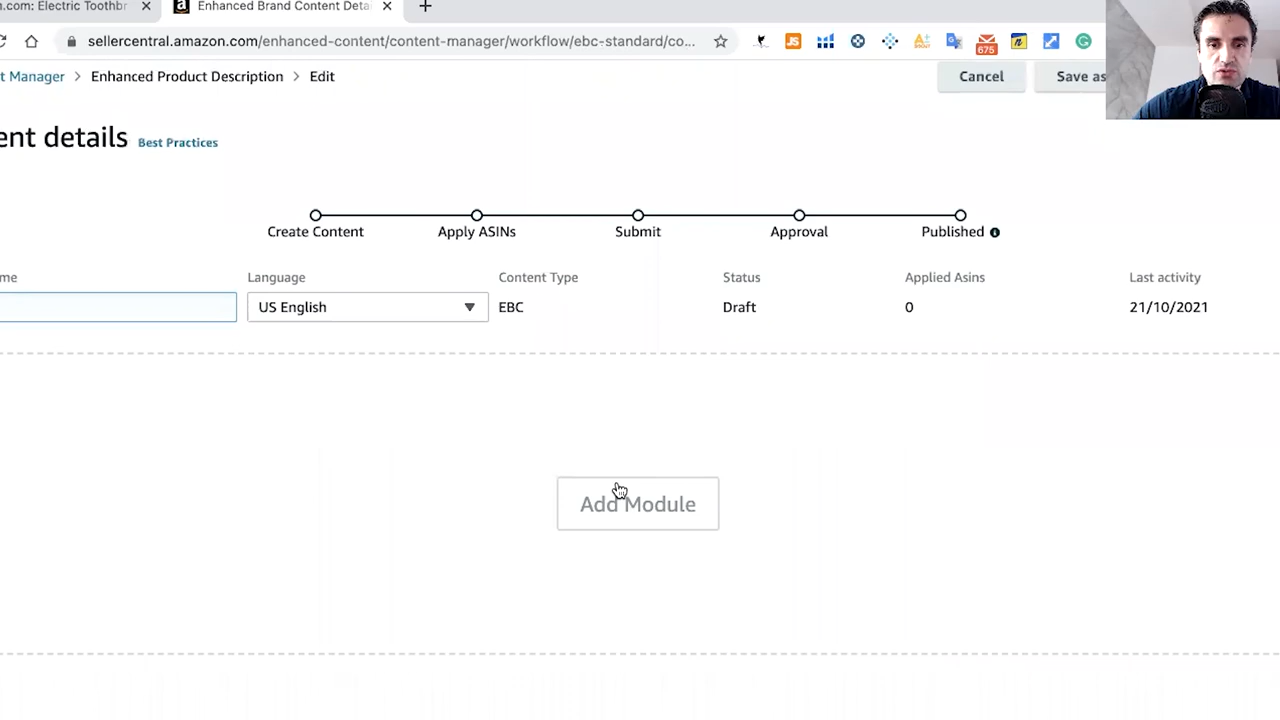 n.com: Electric Toothbr
Enhanced Brand Content Deta
sellercentral.amazon.com/enhanced-content/content-manager/workflow/ebc-standard/co...
675
t Manager > Enhanced Product Description > Edit
Cancel
Save as
ent details Best Practices
Create Content
Apply ASINs
Submit
Approval
Published
me
Language
Content Type
Status
Applied Asins
Last activity
US English
EBC
Draft
0
21/10/2021
Add Module